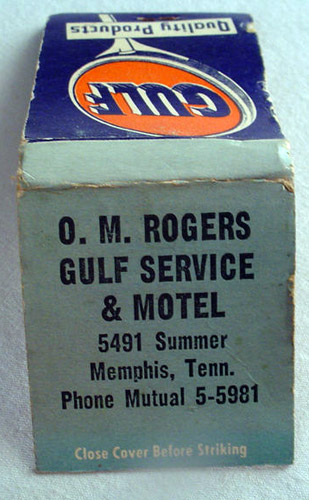 Quality Products
GULF
O. M. ROGERS
GULF SERVICE
& MOTEL
5491 Summer
Memphis, Tenn.
Phone Mutual 5-5981
Close Cover Before Striking